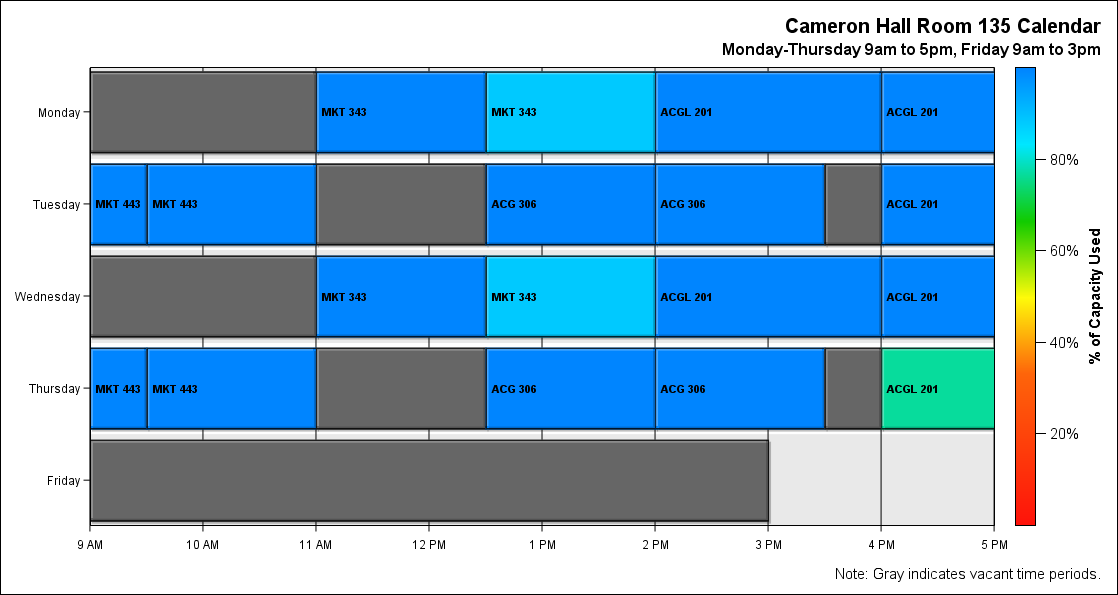 Cameron Hall Room 135 Calendar
Monday-Thursday 9am to 5pm, Friday 9am to 3pm
Monday
MKT 343
MKT 343
ACGL 201
ACGL 201
Tuesday
MKT 443
MKT 443
ACG 306
ACG 306
ACGL 201
Wednesday
MKT 343
MKT 343
ACGL 201
ACGL 201
Thursday
MKT 443
MKT 443
ACG 306
ACG 306
ACGL 201
Friday
9 AM
10 AM
11 AM
12 PM
1 PM
2 PM
3 PM
4 PM
5 PM
80%
60%
40%
20%
% of Capacity Used
Note: Gray indicates vacant time periods.